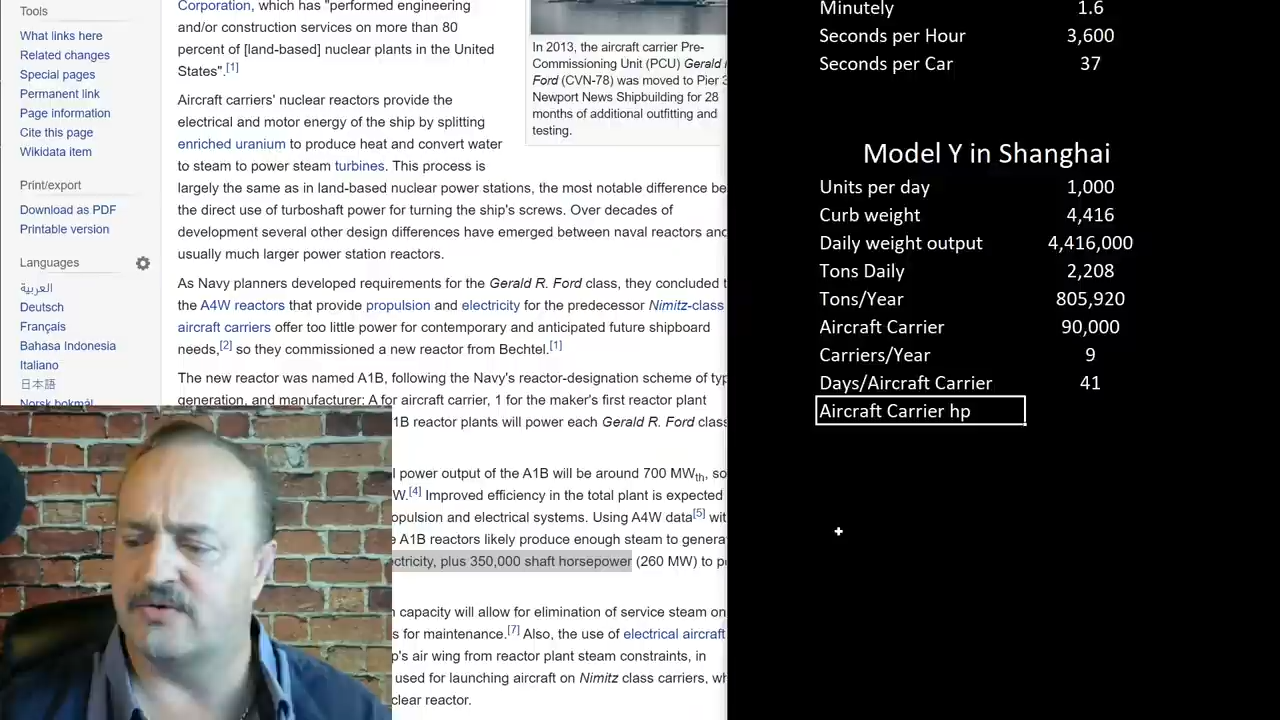 Tools
What links here
Related changes
Special pages
Permanent link
Page information
Cite this page
Wikidata item
Print/export
Download as PDF
Printable version
Languages
العربية
Deutsch
Français
Bahasa Indonesia
Italiano
日本語
Norsk bokmål
Corporation, which has "performed engineering
and/or construction services on more than 80
percent of [land-based] nuclear plants in the United
States".[1]
Aircraft carriers' nuclear reactors provide the
electrical and motor energy of the ship by splitting
enriched uranium to produce heat and convert water
to steam to power steam turbines. This process is
largely the same as in land-based nuclear power stations, the most notable difference be
the direct use of turboshaft power for turning the ship's screws. Over decades of
development several other design differences have emerged between naval reactors and
usually much larger power station reactors.
As Navy planners developed requirements for the Gerald R. Ford class, they concluded t
the A4W reactors that provide propulsion and electricity for the predecessor Nimitz-class
aircraft carriers offer too little power for contemporary and anticipated future shipboard
needs,[2] so they commissioned a new reactor from Bechtel.[1]
The new reactor was named A1B, following the Navy's reactor-designation scheme of typ
generation, and manufacturer: A for aircraft carrier, 1 for the maker's first reactor plant
1B reactor plants will power each Gerald R. Ford class
l power output of the A1B will be around 700 MWth, so
W.[4] Improved efficiency in the total plant is expected
opulsion and electrical systems. Using A4W data[5] wit
e A1B reactors likely produce enough steam to genera
ectricity, plus 350,000 shaft horsepower (260 MW) to p
n capacity will allow for elimination of service steam on
s for maintenance.[7] Also, the use of electrical aircraft
p's air wing from reactor plant steam constraints, in
used for launching aircraft on Nimitz class carriers, wh
clear reactor.
In 2013, the aircraft carrier Pre-
Commissioning Unit (PCU) Gerald
Ford (CVN-78) was moved to Pier 3
Newport News Shipbuilding for 28
months of additional outfitting and
testing.
Minutely 1.6
Seconds per Hour 3,600
Seconds per Car 37
Model Y in Shanghai
Units per day 1,000
Curb weight 4,416
Daily weight output 4,416,000
Tons Daily 2,208
Tons/Year 805,920
Aircraft Carrier 90,000
Carriers/Year 9
Days/Aircraft Carrier 41
Aircraft Carrier hp